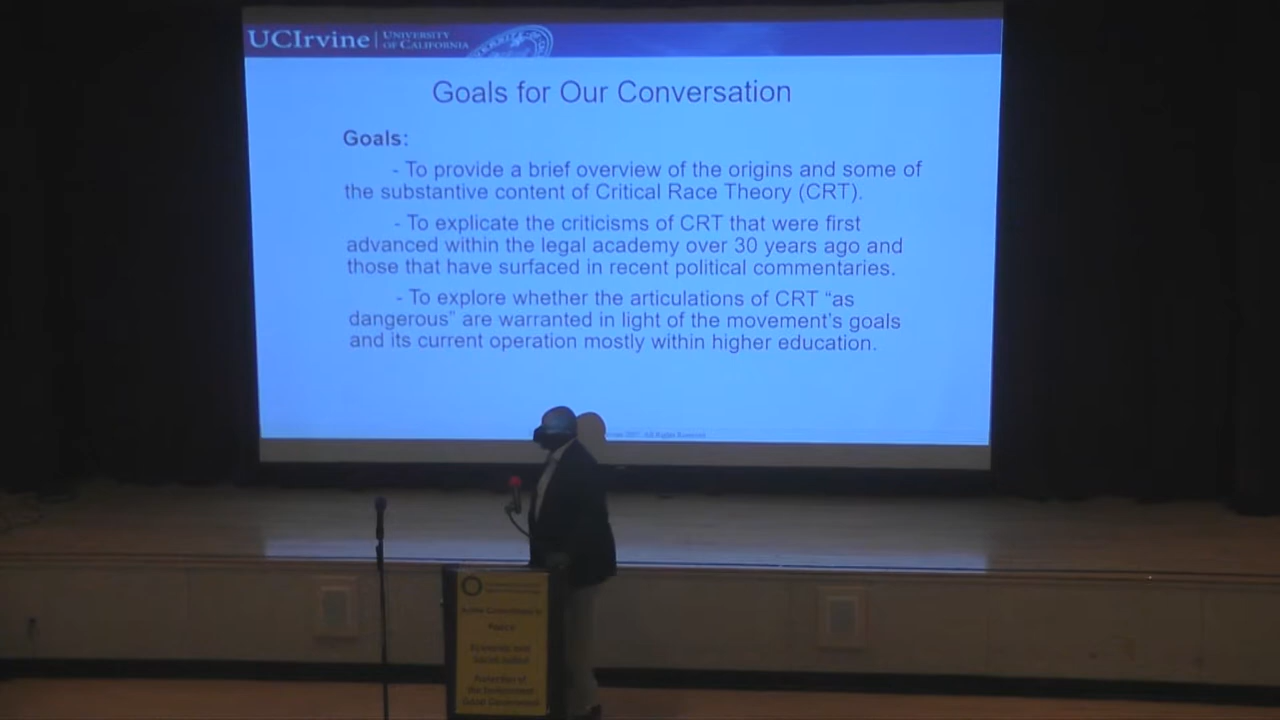 UCIrvine | UNIVERSITY
OF CALIFORNIA
Goals for Our Conversation
Goals:
- To provide a brief overview of the origins and some of
the substantive content of Critical Race Theory (CRT).
- To explicate the criticisms of CRT that were first
advanced within the legal academy over 30 years ago and
those that have surfaced in recent political commentaries.
- To explore whether the articulations of CRT “as
dangerous” are warranted in light of the movement's goals
and its current operation mostly within higher education.
All Rights Reserved
Peace